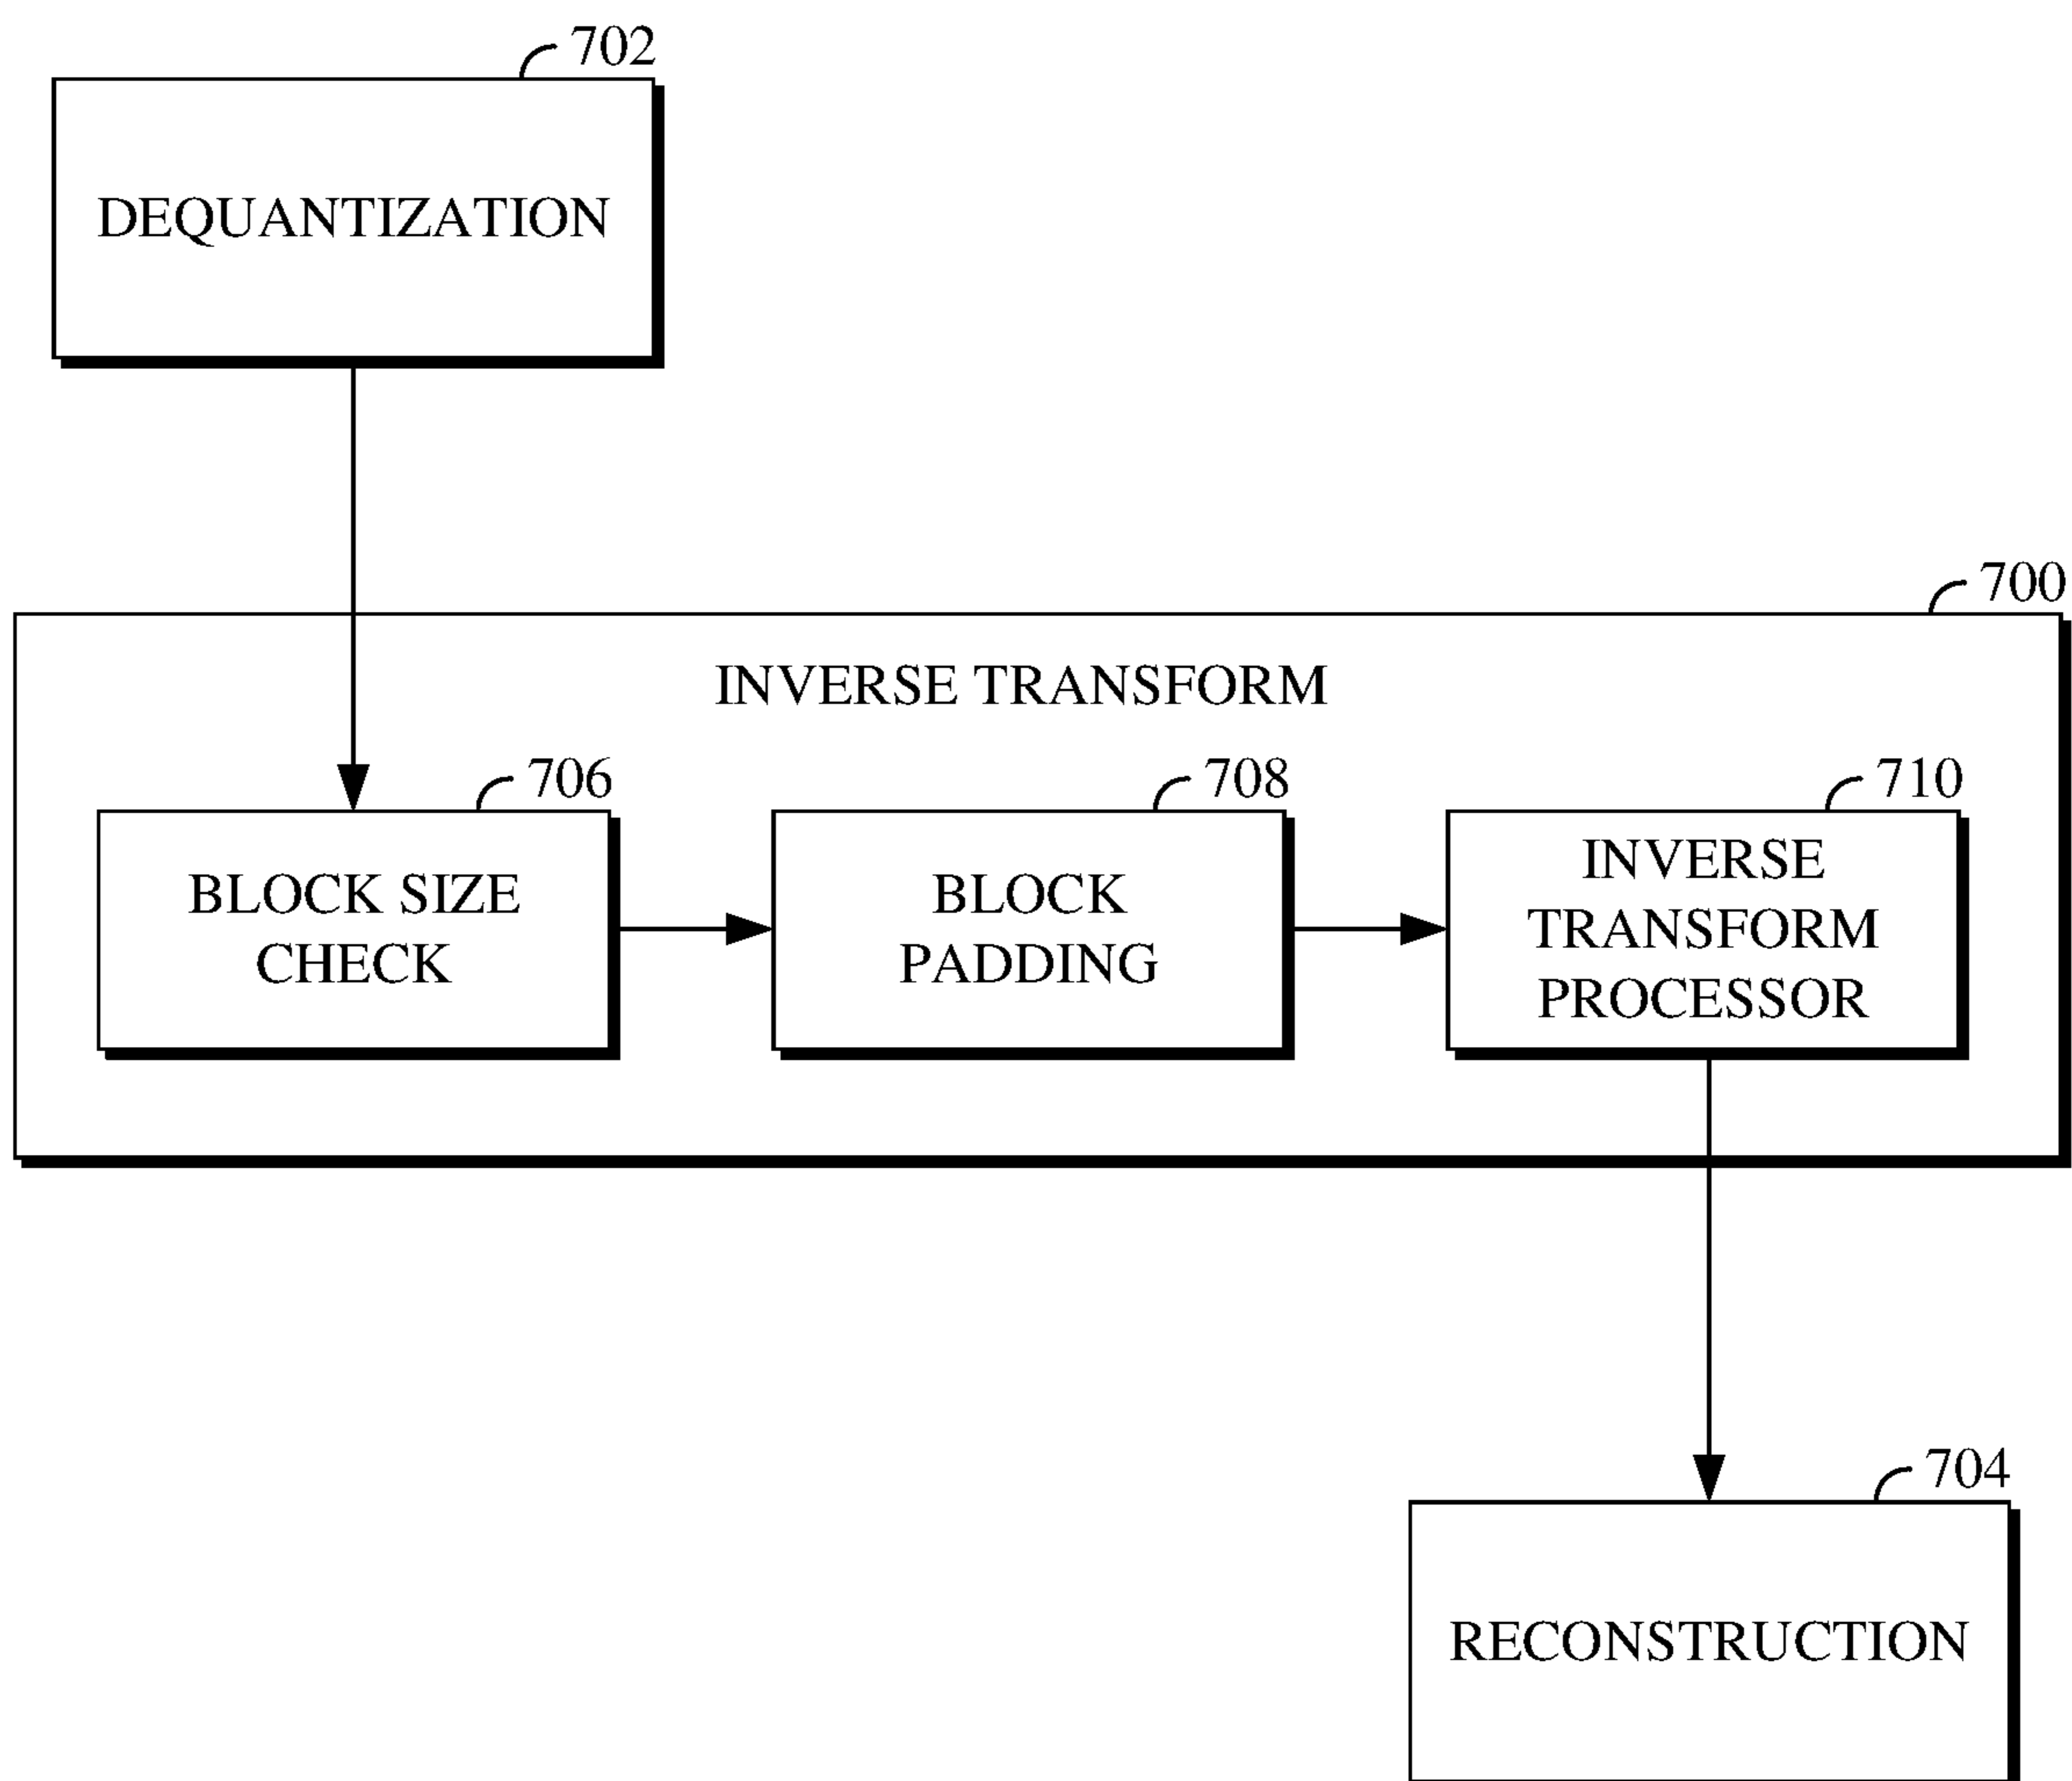 702
DEQUANTIZATION
700
INVERSE TRANSFORM
706
BLOCK SIZE
CHECK
708
BLOCK
PADDING
710
INVERSE
TRANSFORM
PROCESSOR
704
RECONSTRUCTION